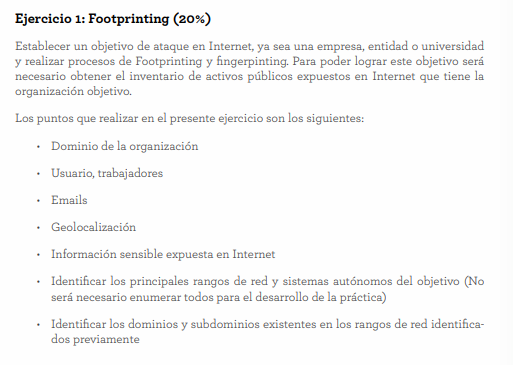 Ejercicio 1: Footprinting (20%)
Establecer un objetivo de ataque en Internet, ya sea una empresa, entidad o universidad
y realizar procesos de Footprinting y fingerpinting. Para poder lograr este objetivo será
necesario obtener el inventario de activos públicos expuestos en Internet que tiene la
organización objetivo.
Los puntos que realizar en el presente ejercicio son los siguientes:
• Dominio de la organización
• Usuario, trabajadores
• Emails
• Geolocalización
• Información sensible expuesta en Internet
• Identificar los principales rangos de red y sistemas autónomos del objetivo (No
será necesario enumerar todos para el desarrollo de la práctica)
• Identificar los dominios y subdominios existentes en los rangos de red identifica-
dos previamente